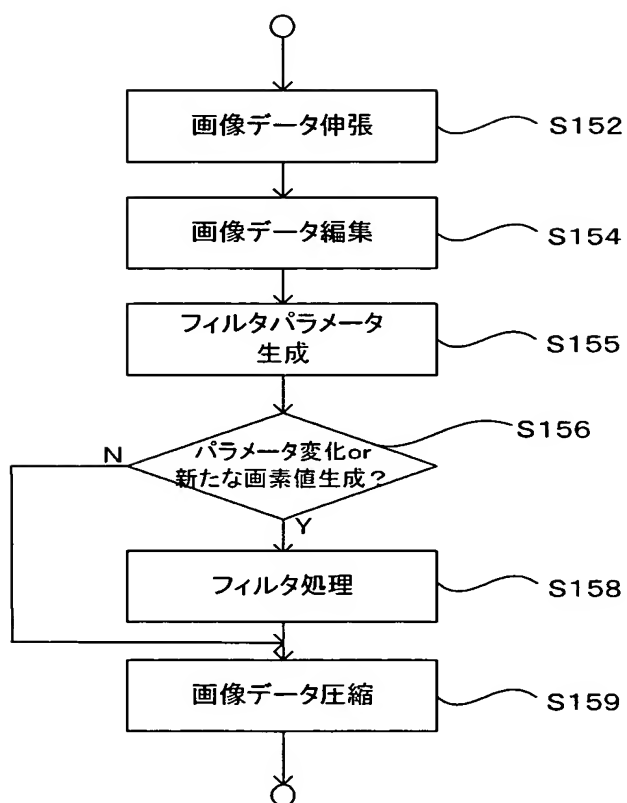 画像データ伸張
S152
画像データ編集
S154
フィルタパラメータ
生成
S155
パラメータ変化or
新たな画素値生成？
S156
N
Y
フィルタ処理
S158
画像データ圧縮
S159